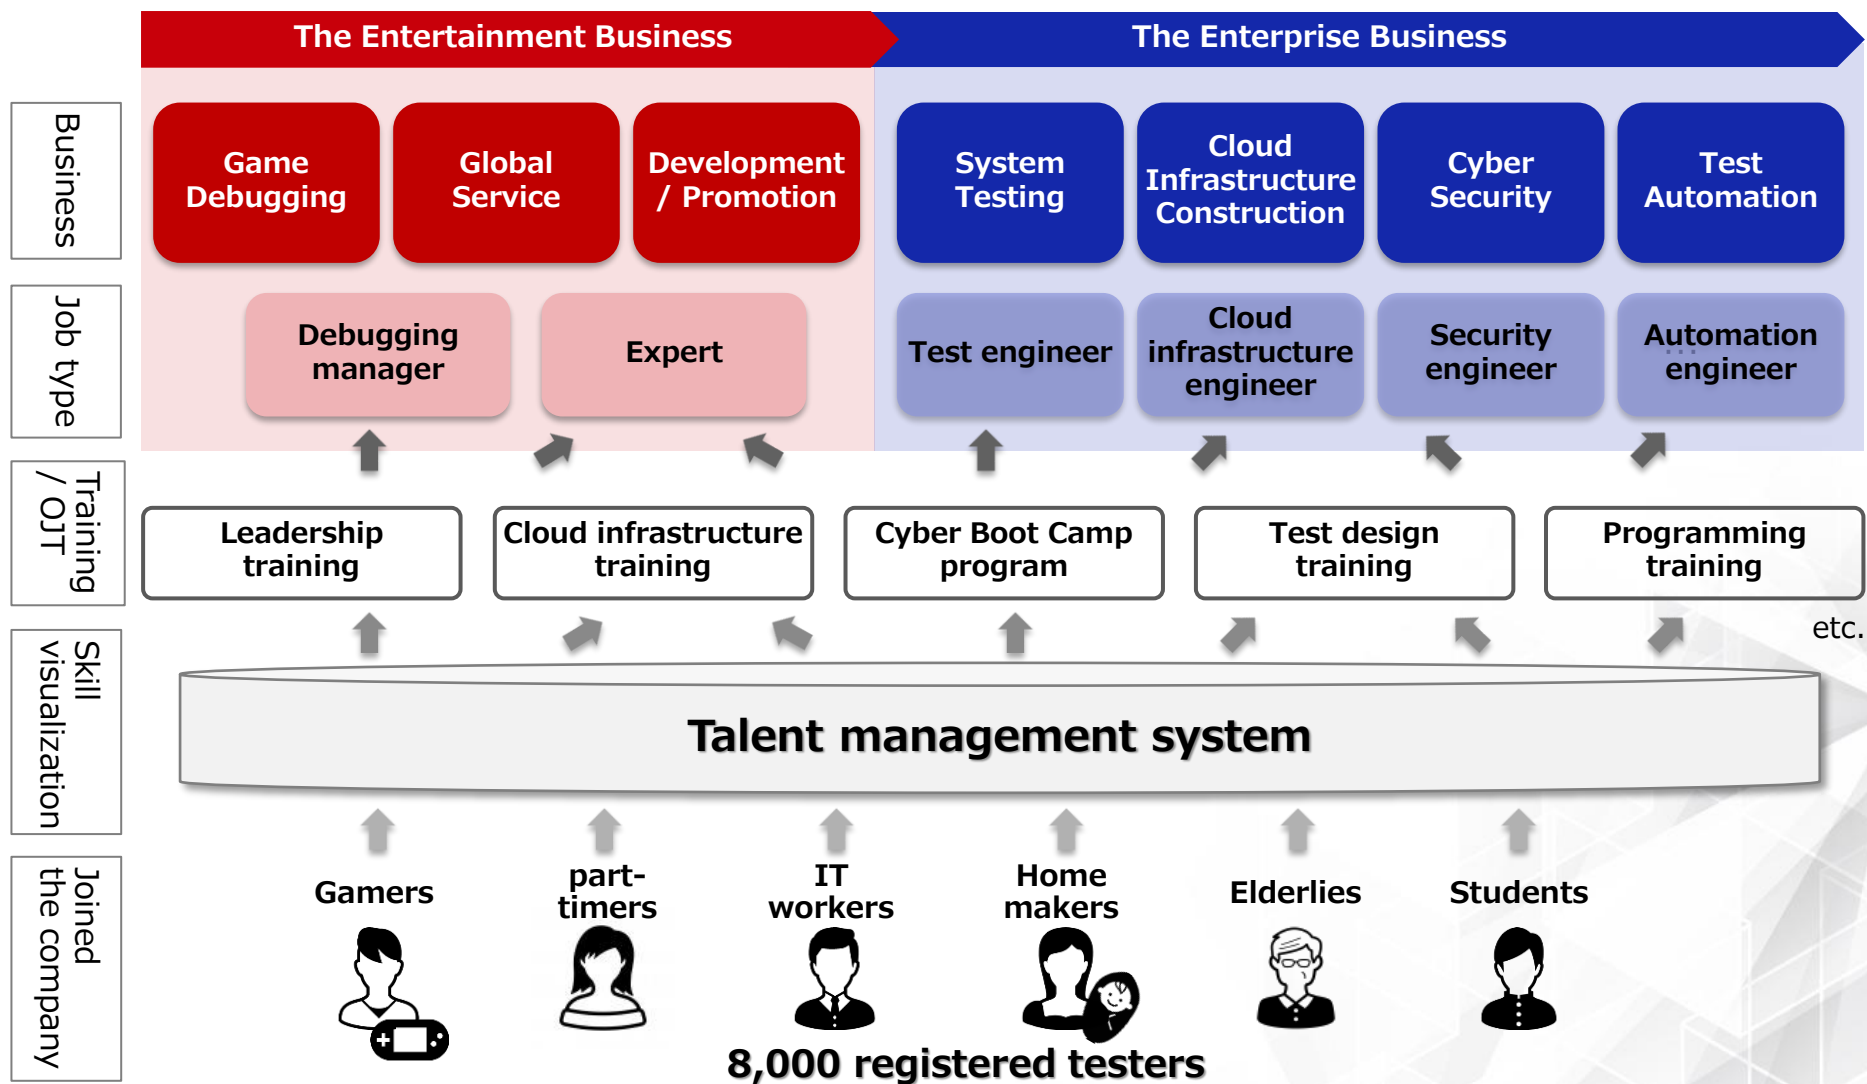 The Entertainment Business
The Enterprise Business
Business
Game
Debugging
Global
Service
Development
/ Promotion
System
Testing
Cloud
Infrastructure
Construction
Cyber
Security
Test
Automation
Job type
Debugging
manager
Expert
Test engineer
Cloud
infrastructure
engineer
Security
engineer
Automation
engineer
...
Training
/ OJT
Leadership
training
Cloud infrastructure
training
Cyber Boot Camp
program
Test design
training
Programming
training
etc.
Skill
visualization
Talent management system
Joined
the company
Gamers
part-
timers
IT
workers
Home
makers
Elderlies
Students
8,000 registered testers